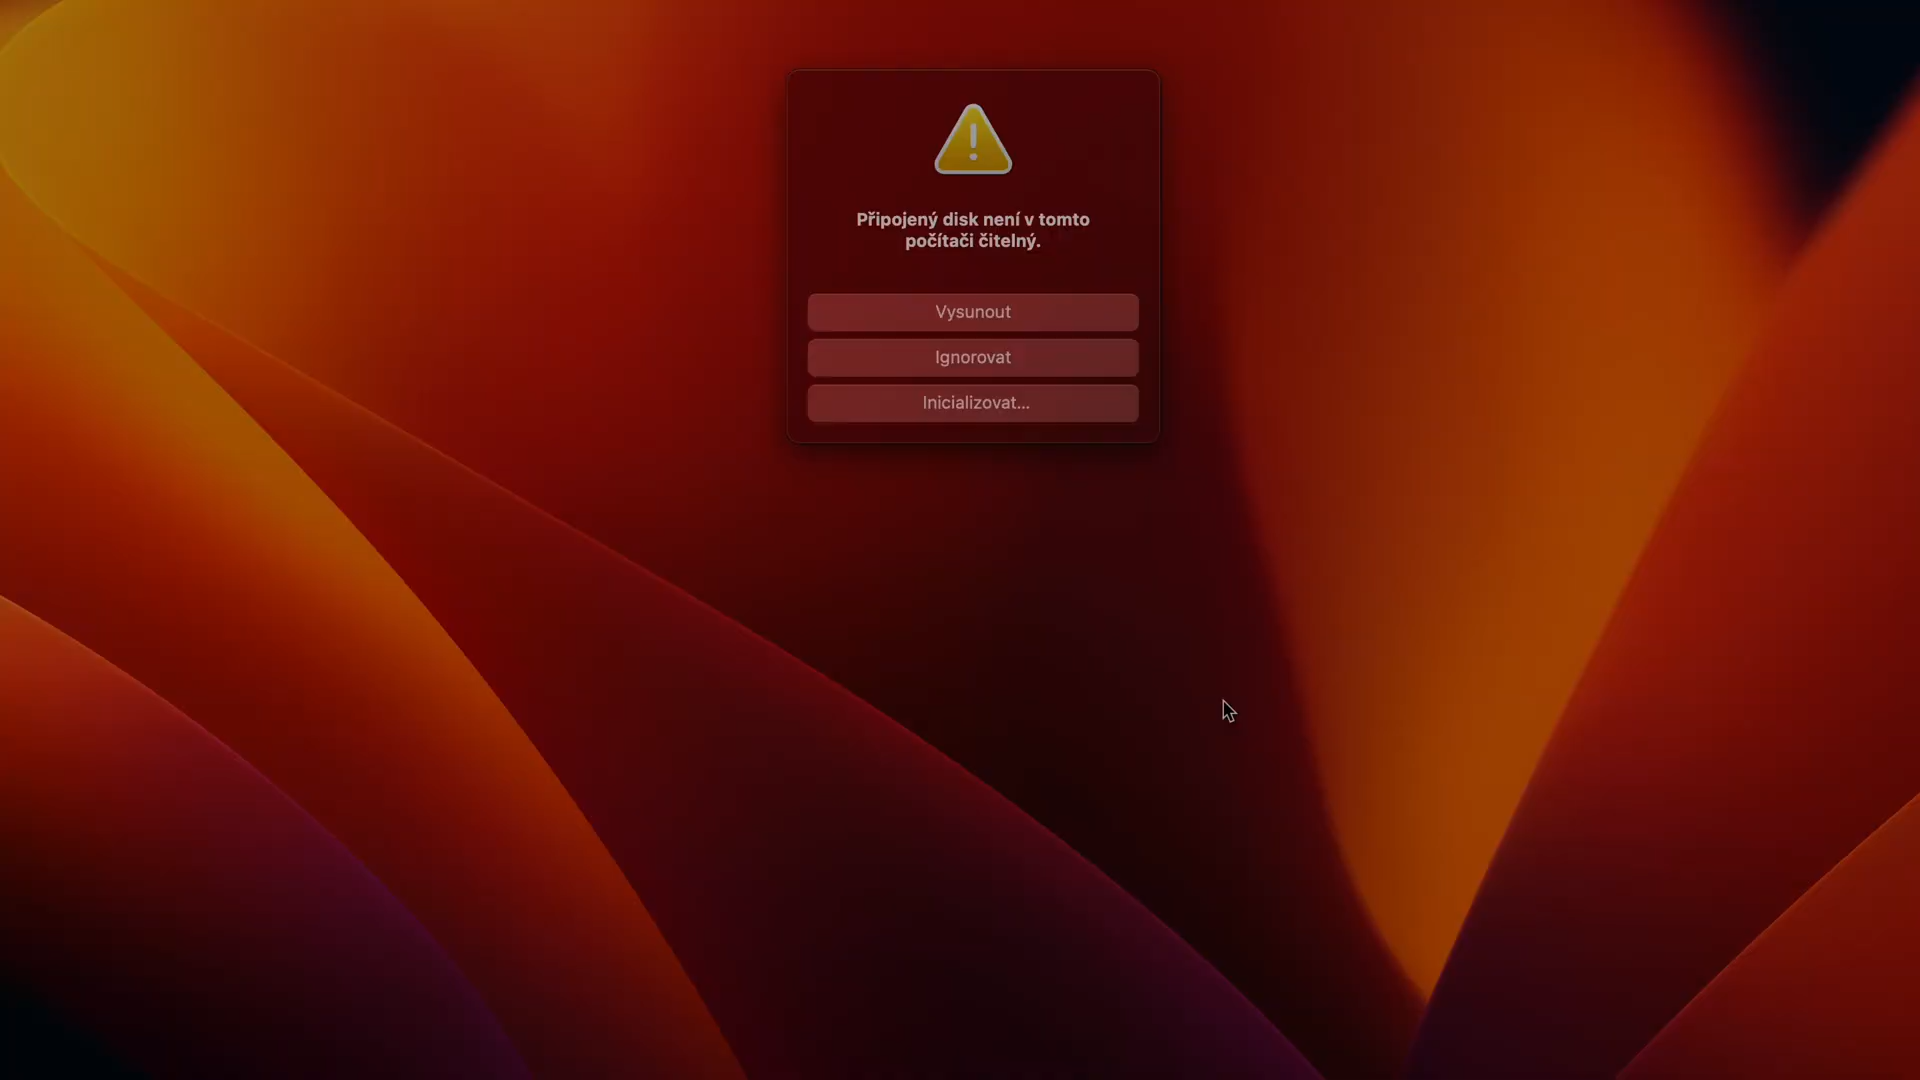 Připojený disk není v tomto
počítači čitelný.
Vysunout
Ignorovat
Inicializovat...